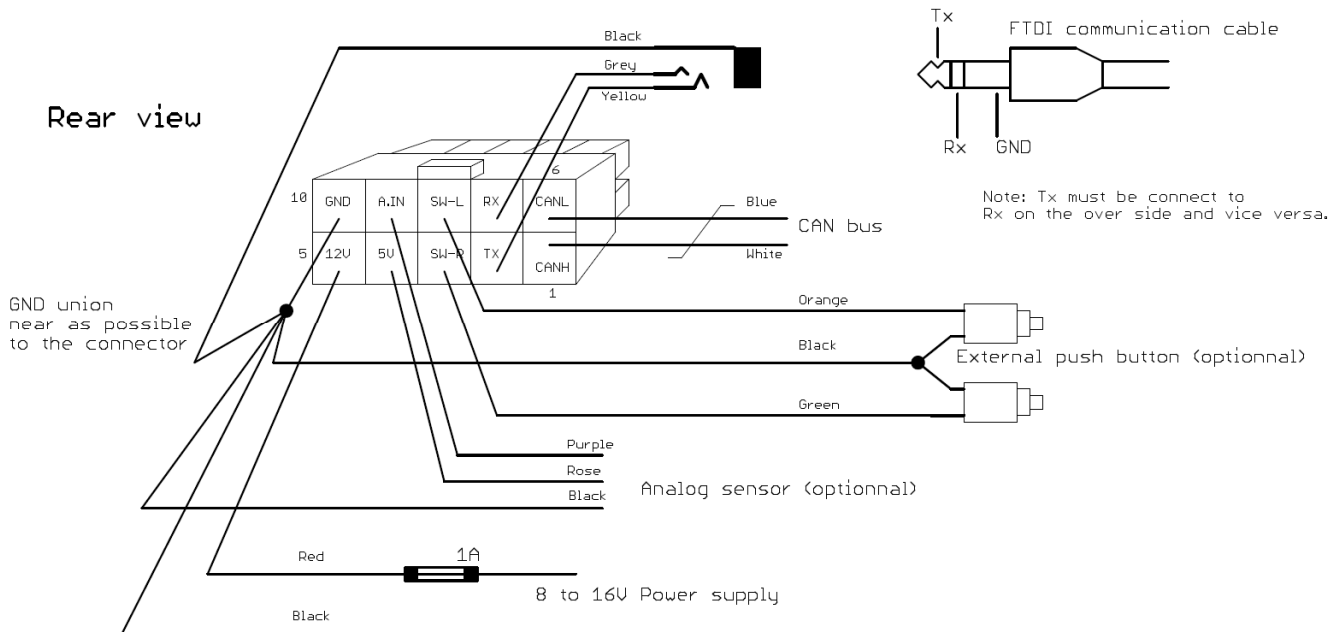 Black
Tx
FTDI communication cable
Grey
Yellow
Rear view
Rx
GND
6
10
GND
A.IN
SW-L
RX
CANL
Note: Tx must be connect to
Rx on the over side and vice versa.
Blue
CAN bus
White
5
12V
5V
SW-R
TX
CANH
1
GND union
near as possible
to the connector
Orange
Black
External push button (optionnal)
Green
Purple
Rose
Black
Analog sensor (optionnal)
Red
1A
8 to 16V Power supply
Black